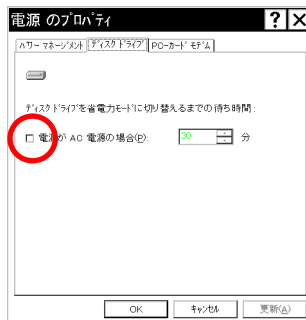 電源 のプロパティ ? X
パワー マネージメント ディスク ドライブ PC-カード モデム
ディスク ドライブを省電力モードに切り替えるまでの待ち時間:
電源が AC 電源の場合(P): 30 分
OK キャンセル 更新(A)